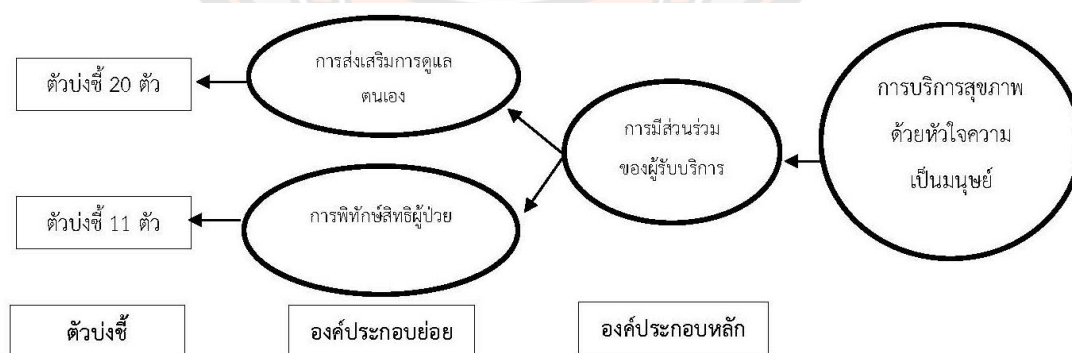 การส่งเสริมการดูแล
ตนเอง
ตัวบ่งชี้ 20 ตัว
การมีส่วนร่วม
ของผู้รับบริการ
การบริการสุขภาพ
ด้วยหัวใจความ
เป็นมนุษย์
การพิทักษ์สิทธิผู้ป่วย
ตัวบ่งชี้ 11 ตัว
ตัวบ่งชี้
องค์ประกอบย่อย
องค์ประกอบหลัก